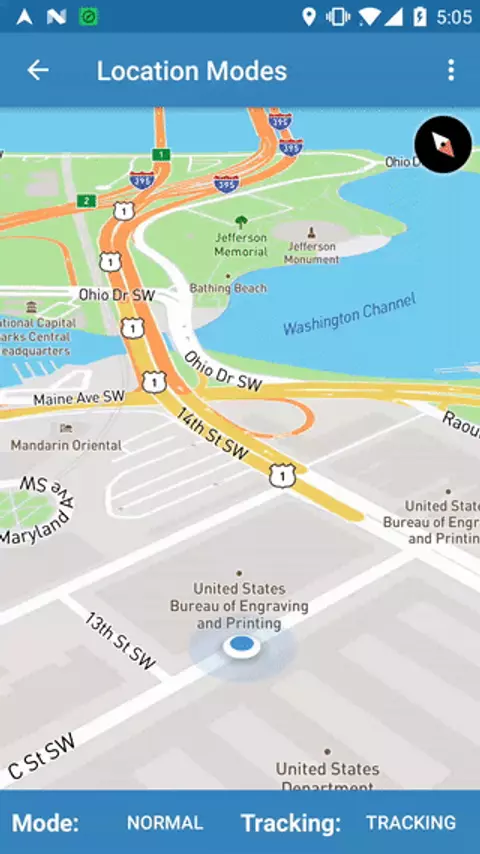 5:05
Location Modes
395
395
1
395
395
2
1
Ohio D
Jefferson
Memorial
Jefferson
Monument
1
Bathing Beach
Ohio Dr SW
Washington Channel
ational Capital
arks Central
eadquarters
1
Ohio Dr SW
1
Maine Ave SW
14th St SW
Raou
Mandarin Oriental
1
Maryland Ave SW
United State
Bureau of Engr
and Printin
United States
Bureau of Engraving
and Printing
13th St SW
C St SW
United States
Department
Mode: NORMAL Tracking: TRACKING